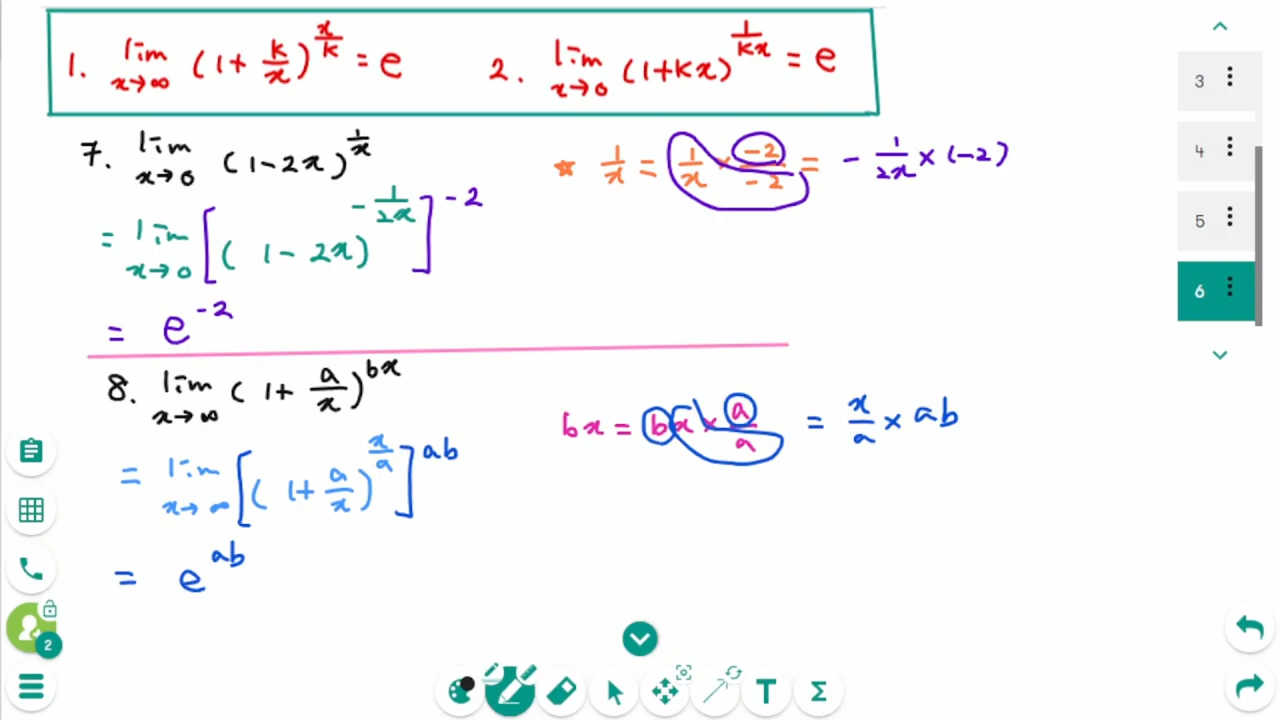 1. lim x→∞ (1 + k/x)^(x/k) = e    2. lim x→0 (1+kx)^(1/kx) = e
7. lim x→0 (1 - 2x)^(1/x)    * 1/x = 1/x × -2/-2 = - 1/2x × (-2)
= lim x→0 [(1 - 2x)^(-1/2x)]^-2
= e^-2
8. lim x→∞ (1 + a/x)^bx
bx = bx × a/a = x/a × ab
= lim x→∞ [(1 + a/x)^(x/a)]^ab
= e^ab
3
4
5
6
2
T Σ